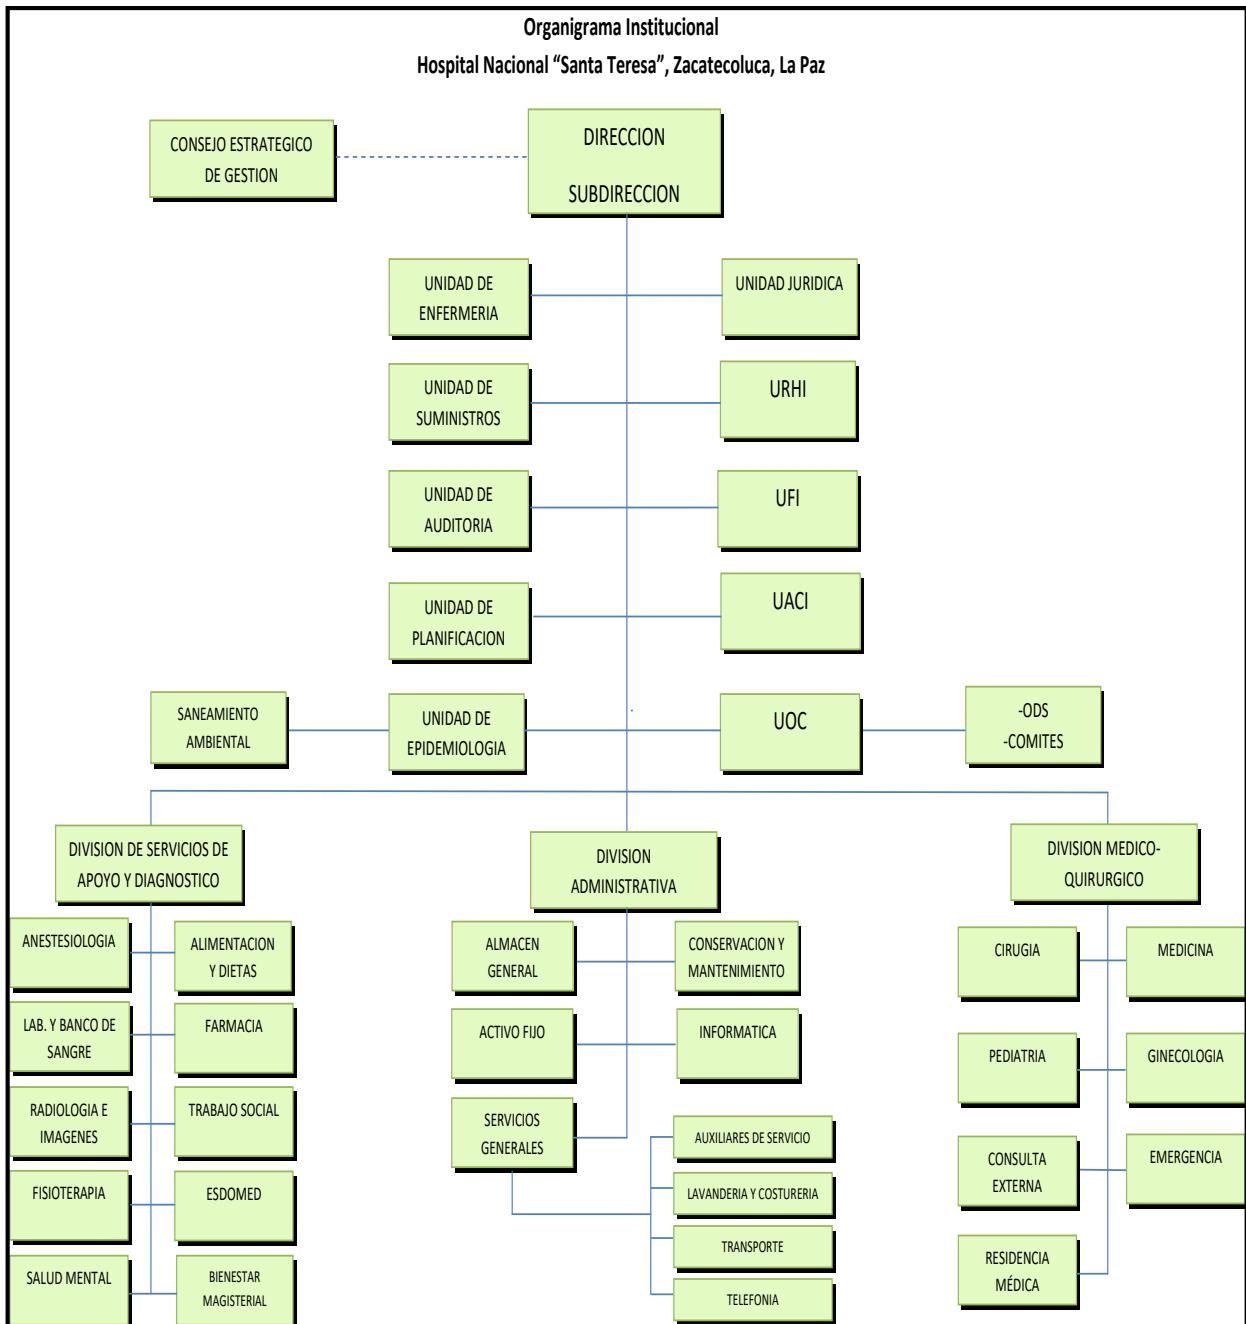 Organigrama Institucional
Hospital Nacional “Santa Teresa”, Zacatecoluca, La Paz
CONSEJO ESTRATEGICO
DE GESTION
DIRECCION
SUBDIRECCION
UNIDAD DE
ENFERMERIA
UNIDAD JURIDICA
UNIDAD DE
SUMINISTROS
URHI
UNIDAD DE
AUDITORIA
UFI
UNIDAD DE
PLANIFICACION
UACI
SANEAMIENTO
AMBIENTAL
UNIDAD DE
EPIDEMIOLOGIA
UOC
-ODS
-COMITES
DIVISION DE SERVICIOS DE
APOYO Y DIAGNOSTICO
DIVISION
ADMINISTRATIVA
DIVISION MEDICO-
QUIRURGICO
ANESTESIOLOGIA
ALIMENTACION
Y DIETAS
LAB. Y BANCO DE
SANGRE
FARMACIA
RADIOLOGIA E
IMAGENES
TRABAJO SOCIAL
FISIOTERAPIA
ESDOMED
SALUD MENTAL
BIENESTAR
MAGISTERIAL
ALMACEN
GENERAL
CONSERVACION Y
MANTENIMIENTO
ACTIVO FIJO
INFORMATICA
SERVICIOS
GENERALES
AUXILIARES DE SERVICIO
LAVANDERIA Y COSTURERIA
TRANSPORTE
TELEFONIA
CIRUGIA
MEDICINA
PEDIATRIA
GINECOLOGIA
CONSULTA
EXTERNA
EMERGENCIA
RESIDENCIA
MÉDICA